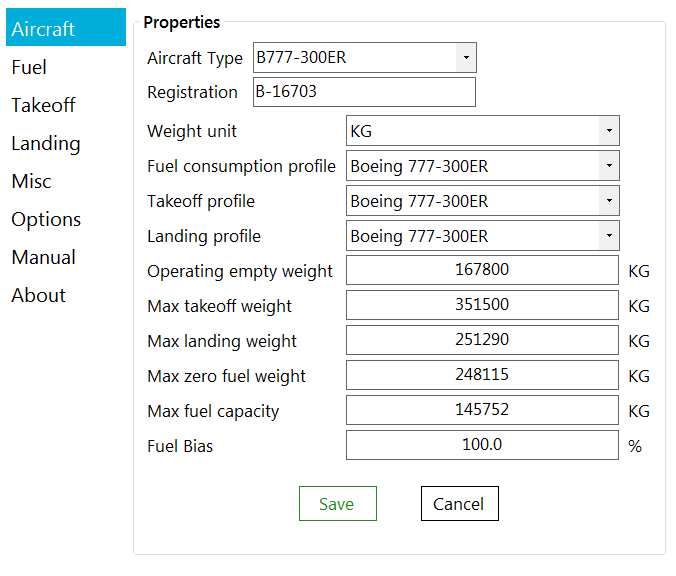 Aircraft
Fuel
Takeoff
Landing
Misc
Options
Manual
About
Properties
Aircraft Type B777-300ER
Registration B-16703
Weight unit KG
Fuel consumption profile Boeing 777-300ER
Takeoff profile Boeing 777-300ER
Landing profile Boeing 777-300ER
Operating empty weight 167800 KG
Max takeoff weight 351500 KG
Max landing weight 251290 KG
Max zero fuel weight 248115 KG
Max fuel capacity 145752 KG
Fuel Bias 100.0 %
Save Cancel